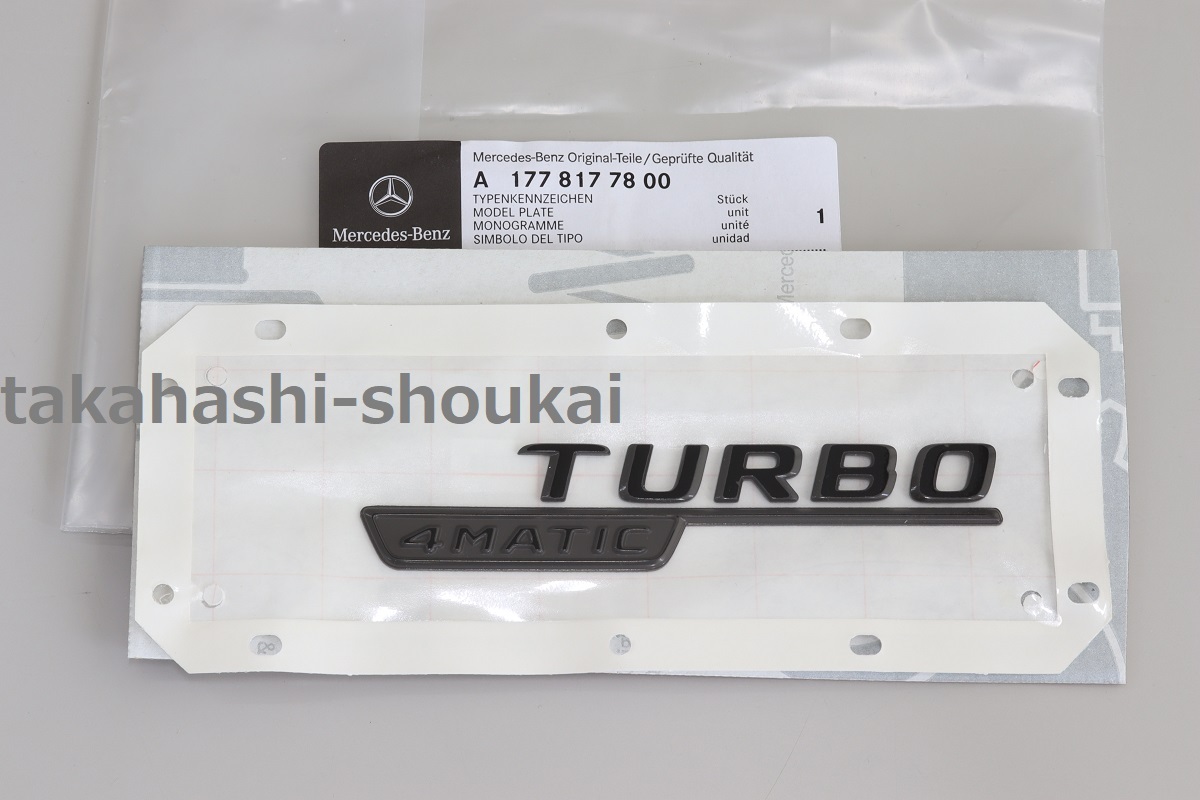 Mercedes-Benz Original-Teile/Geprüfte Qualität
A 177 817 78 00
TYPENKENNZEICHEN Stück
MODEL PLATE unit
MONOGRAMME unité 1
SIMBOLO DEL TIPO unidad
Mercedes-Benz
Merced
takahashi-shoukai
TURBO
4MATIC